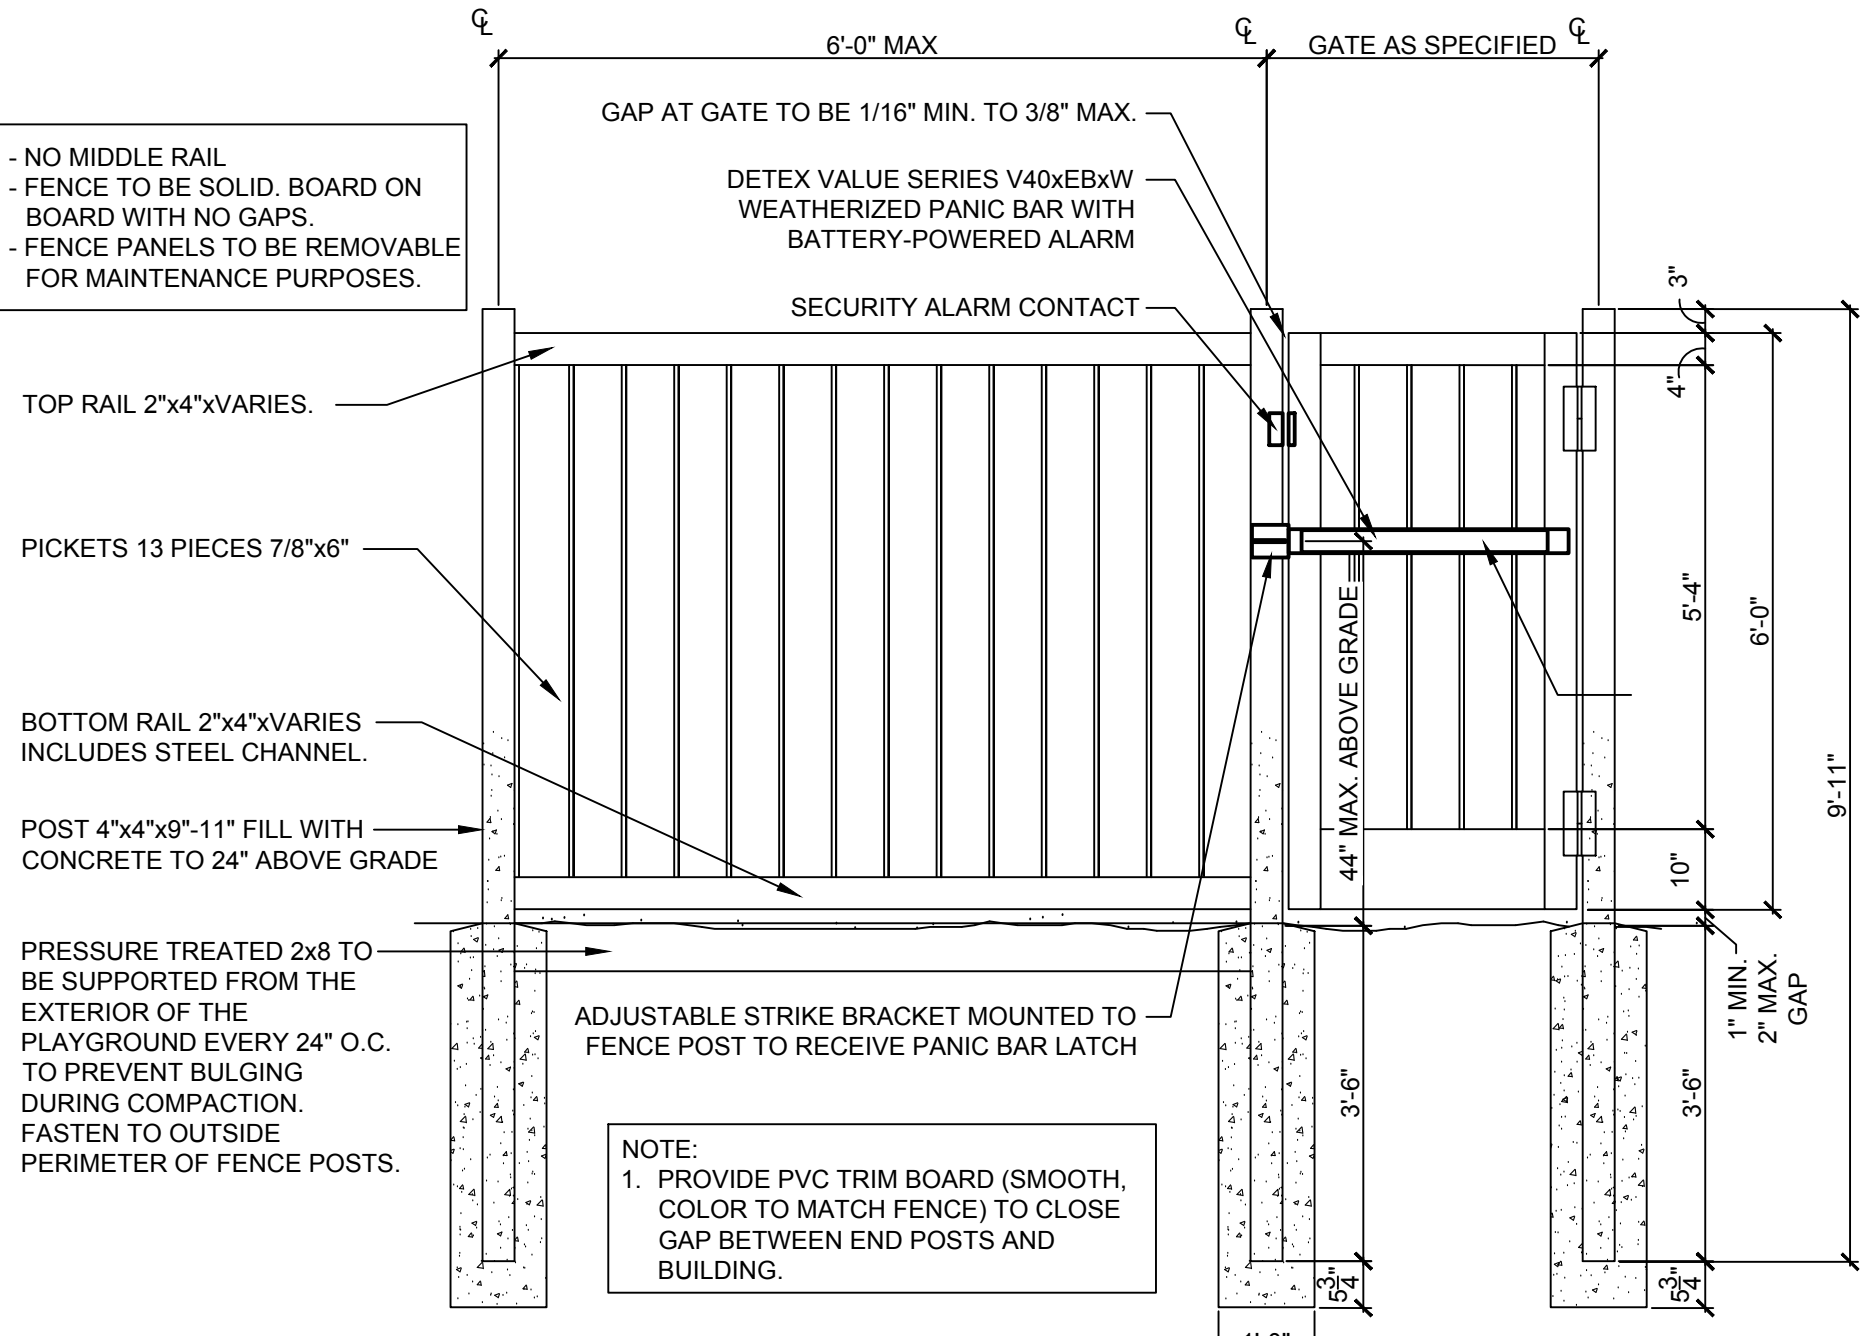 ℄
℄
℄
6'-0" MAX
GATE AS SPECIFIED
GAP AT GATE TO BE 1/16" MIN. TO 3/8" MAX.
- NO MIDDLE RAIL
- FENCE TO BE SOLID. BOARD ON
BOARD WITH NO GAPS.
- FENCE PANELS TO BE REMOVABLE
FOR MAINTENANCE PURPOSES.
DETEX VALUE SERIES V40xEBxW
WEATHERIZED PANIC BAR WITH
BATTERY-POWERED ALARM
SECURITY ALARM CONTACT
TOP RAIL 2"x4"xVARIES.
PICKETS 13 PIECES 7/8"x6"
BOTTOM RAIL 2"x4"xVARIES
INCLUDES STEEL CHANNEL.
POST 4"x4"x9"-11" FILL WITH
CONCRETE TO 24" ABOVE GRADE
PRESSURE TREATED 2x8 TO
BE SUPPORTED FROM THE
EXTERIOR OF THE
PLAYGROUND EVERY 24" O.C.
TO PREVENT BULGING
DURING COMPACTION.
FASTEN TO OUTSIDE
PERIMETER OF FENCE POSTS.
ADJUSTABLE STRIKE BRACKET MOUNTED TO
FENCE POST TO RECEIVE PANIC BAR LATCH
NOTE:
1. PROVIDE PVC TRIM BOARD (SMOOTH,
COLOR TO MATCH FENCE) TO CLOSE
GAP BETWEEN END POSTS AND
BUILDING.
44" MAX. ABOVE GRADE
3'-6"
5 3/4"
3"
4"
5'-4"
10"
3'-6"
5 3/4"
6'-0"
1" MIN.
2" MAX.
GAP
9'-11"